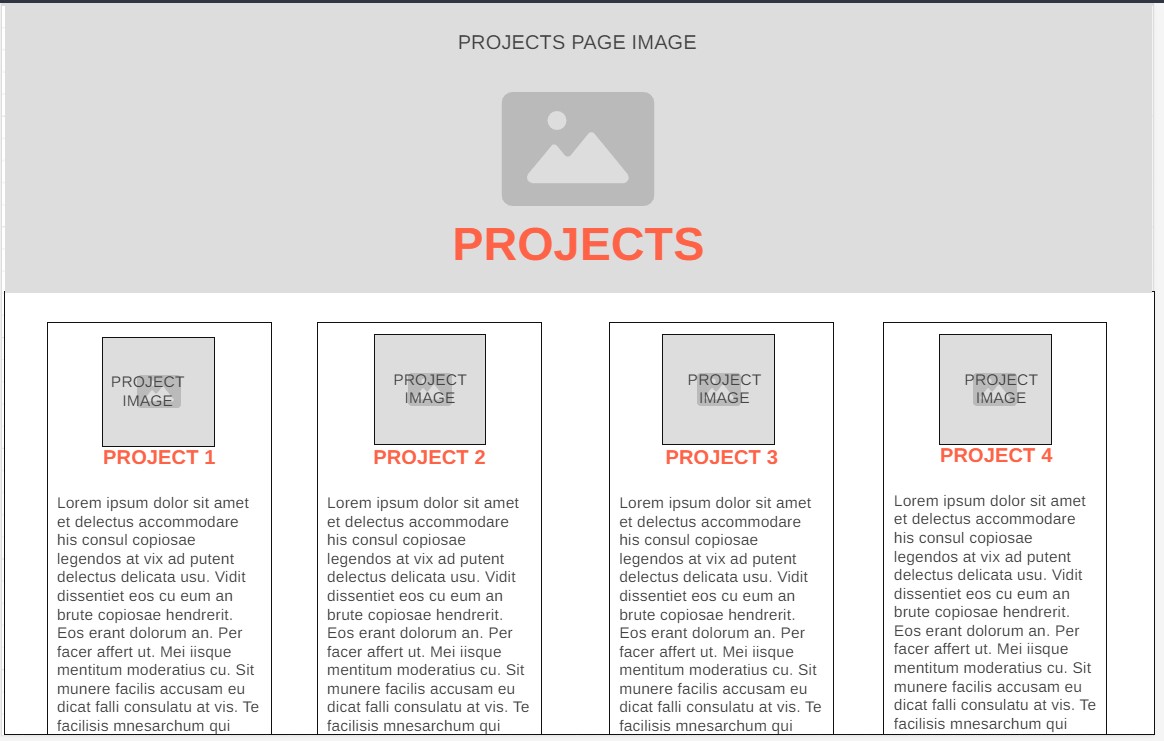 PROJECTS PAGE IMAGE
PROJECTS
PROJECT
IMAGE
PROJECT 1
Lorem ipsum dolor sit amet
et delectus accommodare
his consul copiosae
legendos at vix ad putent
delectus delicata usu. Vidit
dissentiet eos cu eum an
brute copiosae hendrerit.
Eos erant dolorum an. Per
facer affert ut. Mei iisque
mentitum moderatius cu. Sit
munere facilis accusam eu
dicat falli consulatu at vis. Te
facilisis mnesarchum qui
PROJECT
IMAGE
PROJECT 2
Lorem ipsum dolor sit amet
et delectus accommodare
his consul copiosae
legendos at vix ad putent
delectus delicata usu. Vidit
dissentiet eos cu eum an
brute copiosae hendrerit.
Eos erant dolorum an. Per
facer affert ut. Mei iisque
mentitum moderatius cu. Sit
munere facilis accusam eu
dicat falli consulatu at vis. Te
facilisis mnesarchum qui
PROJECT
IMAGE
PROJECT 3
Lorem ipsum dolor sit amet
et delectus accommodare
his consul copiosae
legendos at vix ad putent
delectus delicata usu. Vidit
dissentiet eos cu eum an
brute copiosae hendrerit.
Eos erant dolorum an. Per
facer affert ut. Mei iisque
mentitum moderatius cu. Sit
munere facilis accusam eu
dicat falli consulatu at vis. Te
facilisis mnesarchum qui
PROJECT
IMAGE
PROJECT 4
Lorem ipsum dolor sit amet
et delectus accommodare
his consul copiosae
legendos at vix ad putent
delectus delicata usu. Vidit
dissentiet eos cu eum an
brute copiosae hendrerit.
Eos erant dolorum an. Per
facer affert ut. Mei iisque
mentitum moderatius cu. Sit
munere facilis accusam eu
dicat falli consulatu at vis. Te
facilisis mnesarchum qui